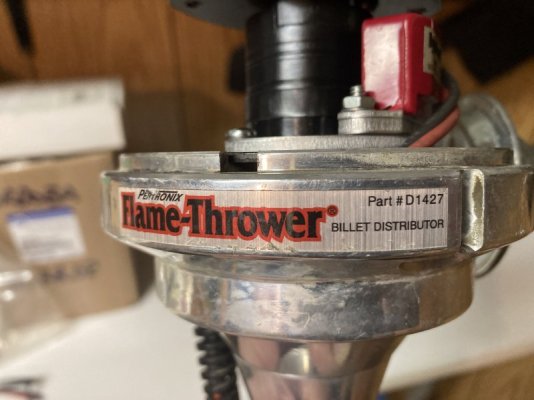 PERTRONIX
Flame-Thrower®
Part # D1427
BILLET DISTRIBUTOR